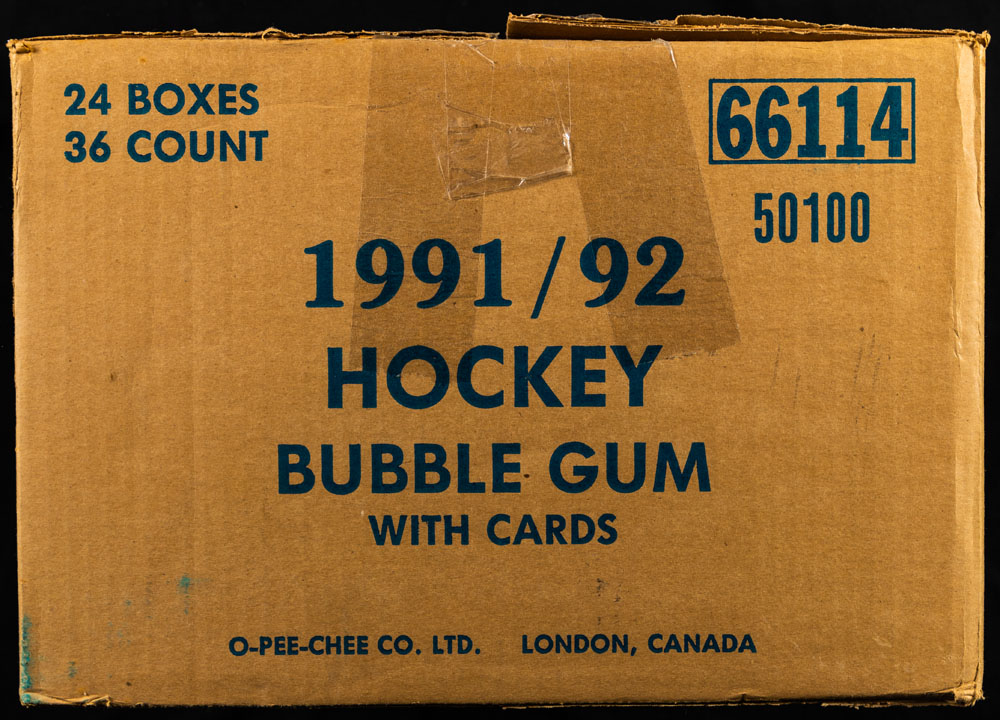 24 BOXES
36 COUNT
66114
50100
1991/92
HOCKEY
BUBBLE GUM
WITH CARDS
O-PEE-CHEE CO. LTD. LONDON, CANADA